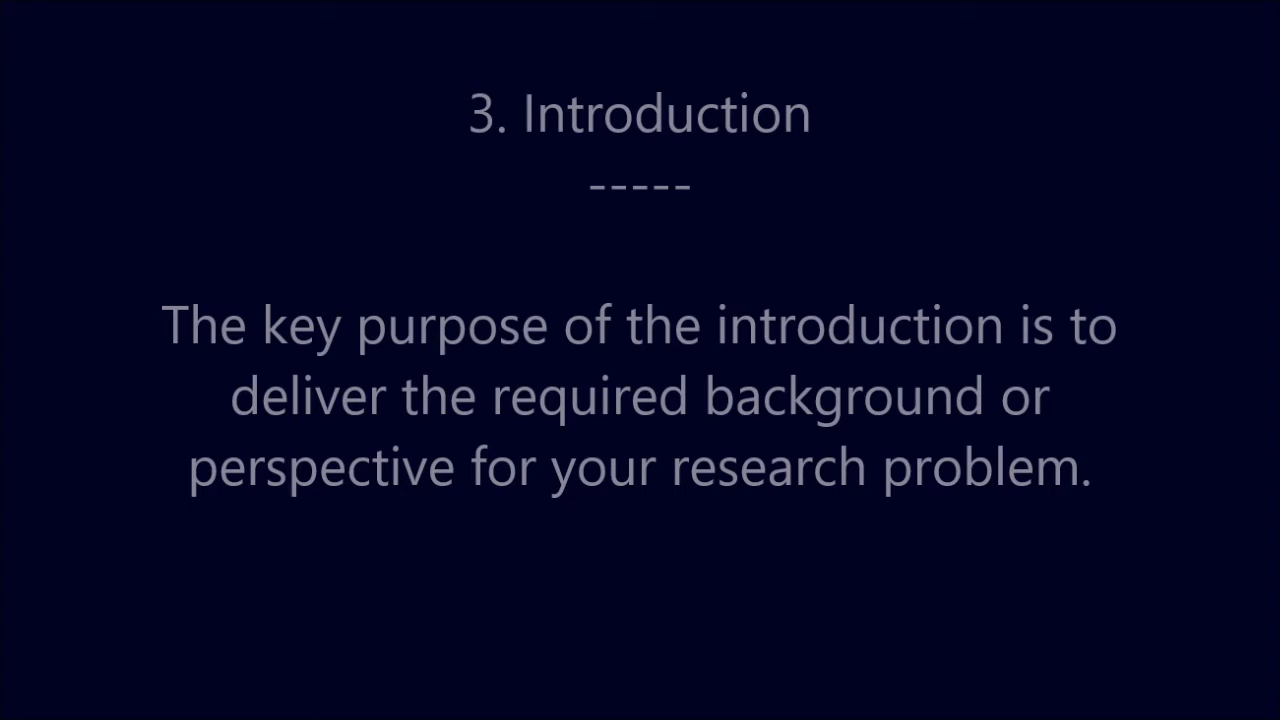 3. Introduction
-----
The key purpose of the introduction is to
deliver the required background or
perspective for your research problem.